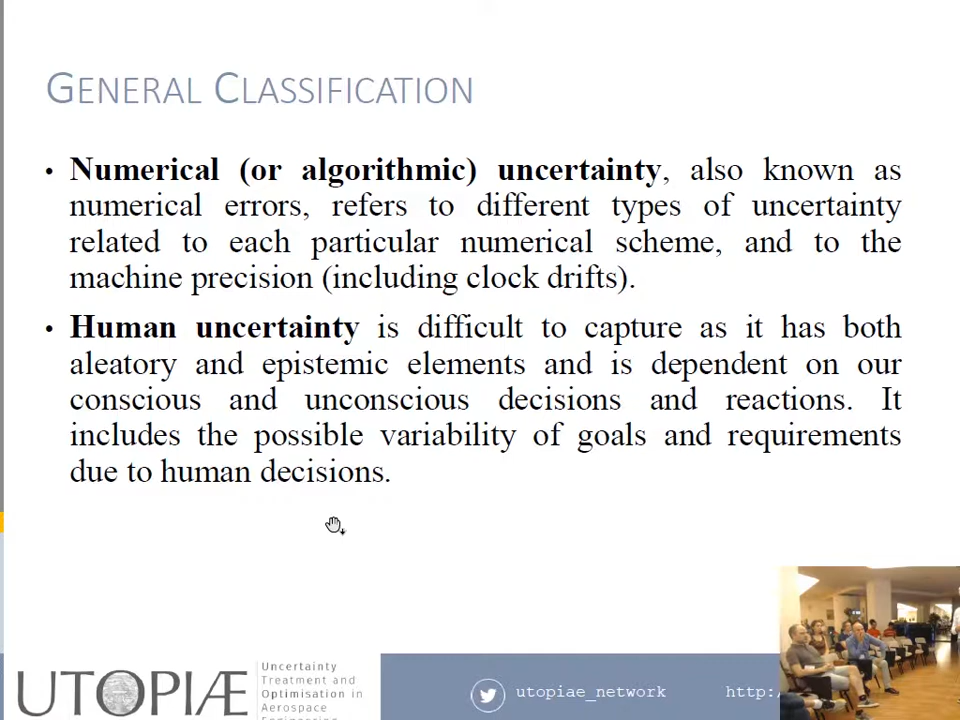 GENERAL CLASSIFICATION
• Numerical (or algorithmic) uncertainty, also known as
numerical errors, refers to different types of uncertainty
related to each particular numerical scheme, and to the
machine precision (including clock drifts).
• Human uncertainty is difficult to capture as it has both
aleatory and epistemic elements and is dependent on our
conscious and unconscious decisions and reactions. It
includes the possible variability of goals and requirements
due to human decisions.
UTOPIÆ
Uncertainty
Treatment and
Optimisation in
Aerospace
Engineering
utopiae_network
http:/